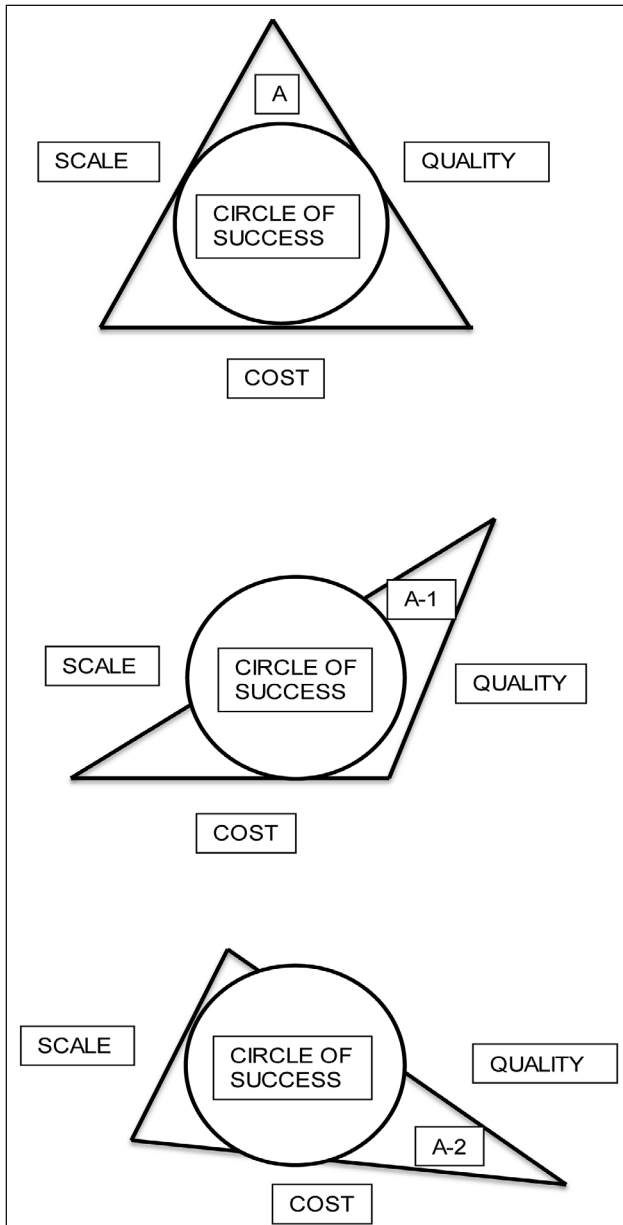 A
SCALE
QUALITY
CIRCLE OF
SUCCESS
COST
A-1
SCALE
CIRCLE OF
SUCCESS
QUALITY
COST
SCALE
CIRCLE OF
SUCCESS
QUALITY
A-2
COST